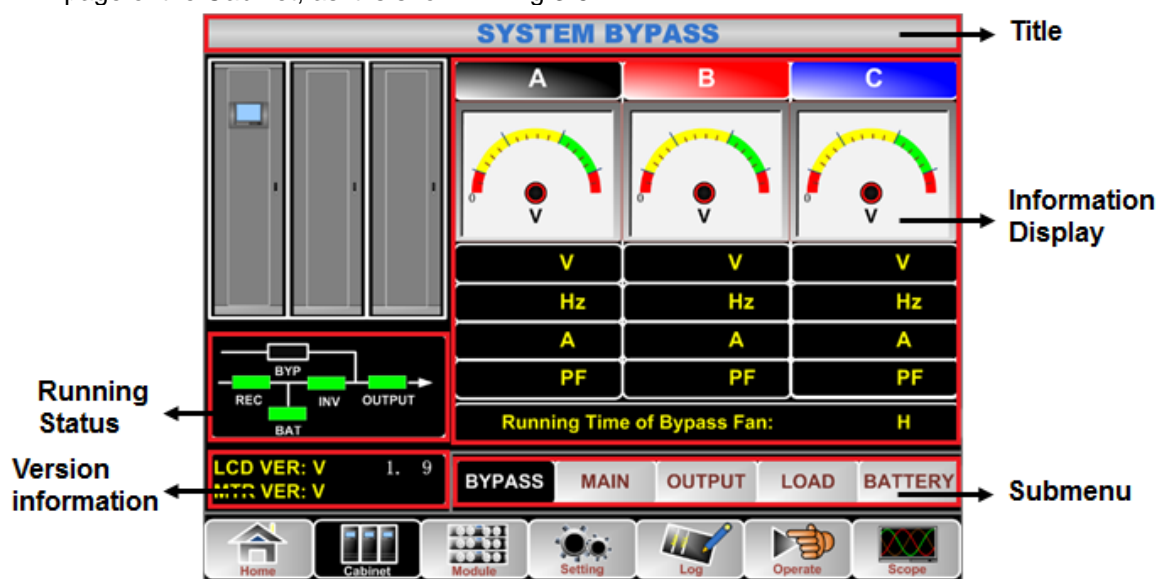 SYSTEM BYPASS
Title
A B C
0 0 0
V V V
Information
Display
V V V
Hz Hz Hz
A A A
PF PF PF
Running Time of Bypass Fan: H
BYP
REC INV OUTPUT
BAT
Running
Status
LCD VER: V 1. 9
MTR VER: V
Version
information
BYPASS MAIN OUTPUT LOAD BATTERY
Submenu
Home Cabinet Module Setting Log Operate Scope